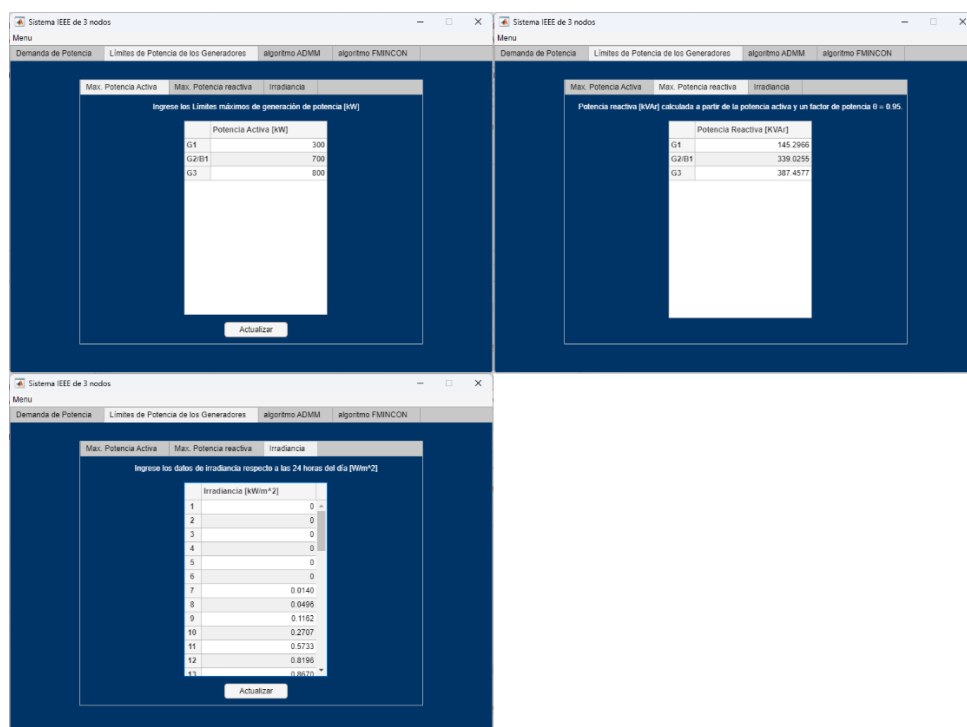 Sistema IEEE de 3 nodos
Menu
Demanda de Potencia Límites de Potencia de los Generadores algoritmo ADMM algoritmo FMINCON
Max. Potencia Activa Max. Potencia reactiva Irradiancia
Ingrese los Límites máximos de generación de potencia [kW]
Potencia Activa [kW]
G1 300
G2/B1 700
G3 800
Actualizar
Sistema IEEE de 3 nodos
Menu
Demanda de Potencia Límites de Potencia de los Generadores algoritmo ADMM algoritmo FMINCON
Max. Potencia Activa Max. Potencia reactiva Irradiancia
Potencia reactiva [kVAr] calculada a partir de la potencia activa y un factor de potencia θ = 0.95.
Potencia Reactiva [KVAr]
G1 145.2966
G2/B1 339.0255
G3 387.4577
Sistema IEEE de 3 nodos
Menu
Demanda de Potencia Límites de Potencia de los Generadores algoritmo ADMM algoritmo FMINCON
Max. Potencia Activa Max. Potencia reactiva Irradiancia
Ingrese los datos de irradiancia respecto a las 24 horas del día [W/m^2]
Irradiancia [kW/m^2]
1 0
2 0
3 0
4 0
5 0
6 0
7 0.0140
8 0.0496
9 0.1162
10 0.2707
11 0.5733
12 0.8196
13 0.8670
Actualizar